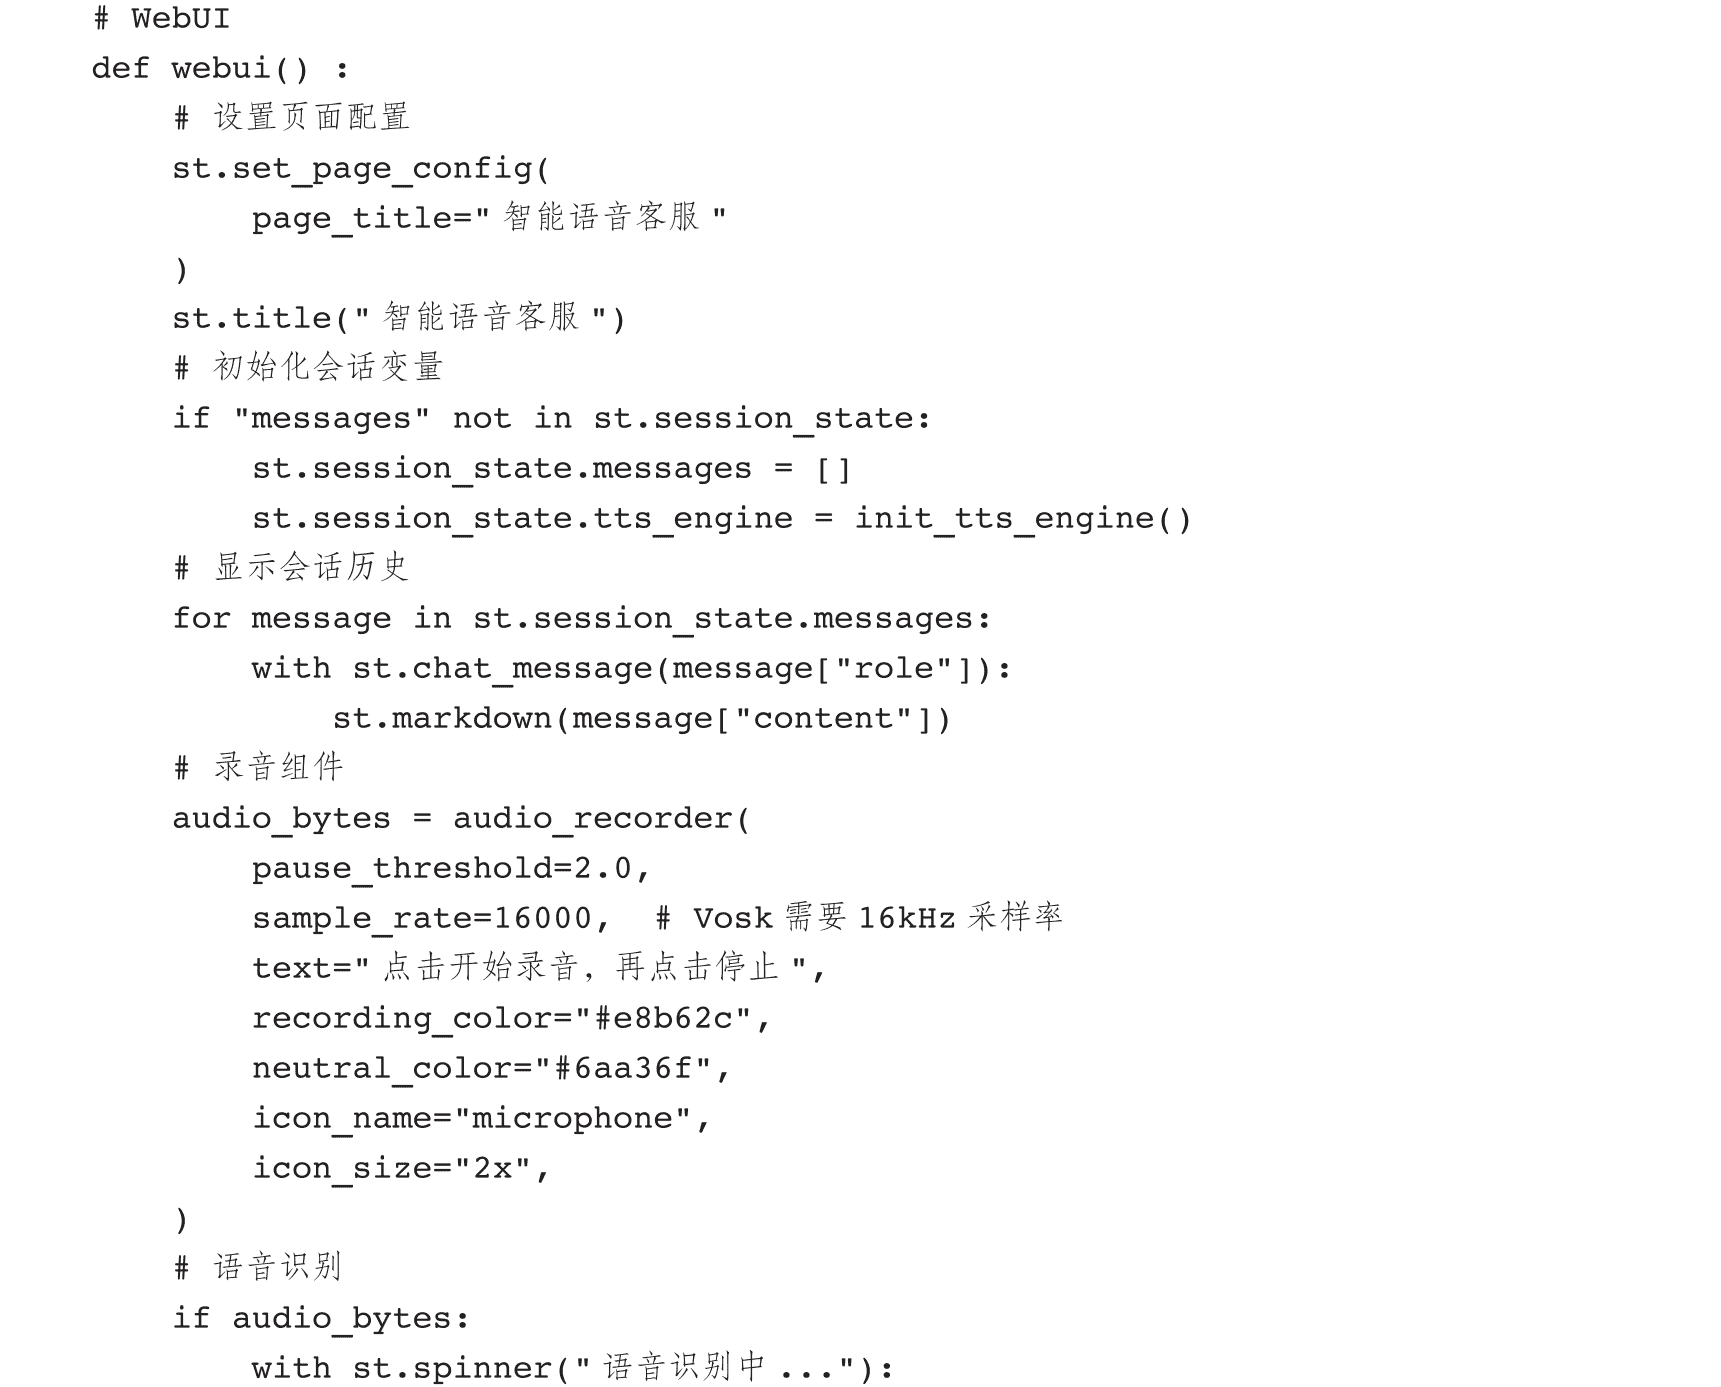 # WebUI
def webui() :
    # 设置页面配置
    st.set_page_config(
        page_title=" 智能语音客服 "
    )
    st.title(" 智能语音客服 ")
    # 初始化会话变量
    if "messages" not in st.session_state:
        st.session_state.messages = []
        st.session_state.tts_engine = init_tts_engine()
    # 显示会话历史
    for message in st.session_state.messages:
        with st.chat_message(message["role"]):
            st.markdown(message["content"])
    # 录音组件
    audio_bytes = audio_recorder(
        pause_threshold=2.0,
        sample_rate=16000,  # Vosk 需要 16kHz 采样率
        text=" 点击开始录音，再点击停止 ",
        recording_color="#e8b62c",
        neutral_color="#6aa36f",
        icon_name="microphone",
        icon_size="2x",
    )
    # 语音识别
    if audio_bytes:
        with st.spinner(" 语音识别中 ..."):